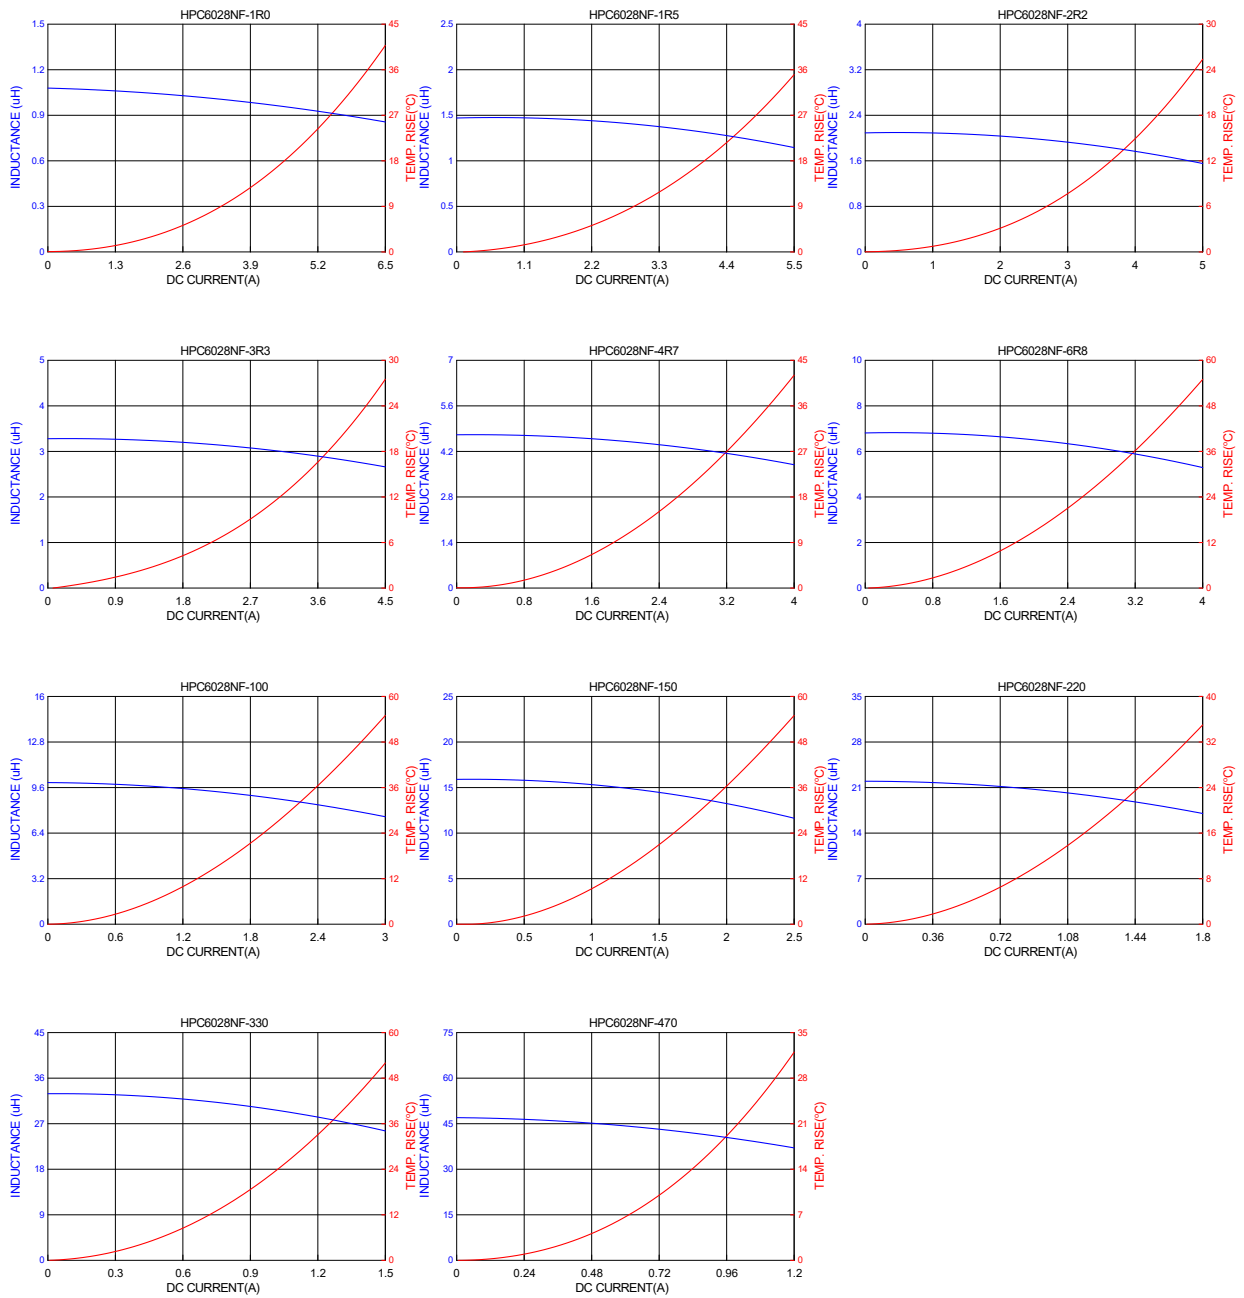 HPC6028NF-1R0
1.5
1.2
0.9
0.6
0.3
0
INDUCTANCE (uH)
45
36
27
18
9
0
TEMP. RISE(ºC)
0 1.3 2.6 3.9 5.2 6.5
DC CURRENT(A)
HPC6028NF-1R5
2.5
2
1.5
1
0.5
0
INDUCTANCE (uH)
45
36
27
18
9
0
TEMP. RISE(ºC)
0 1.1 2.2 3.3 4.4 5.5
DC CURRENT(A)
HPC6028NF-2R2
4
3.2
2.4
1.6
0.8
0
INDUCTANCE (uH)
30
24
18
12
6
0
TEMP. RISE(ºC)
0 1 2 3 4 5
DC CURRENT(A)
HPC6028NF-3R3
5
4
3
2
1
0
INDUCTANCE (uH)
30
24
18
12
6
0
TEMP. RISE(ºC)
0 0.9 1.8 2.7 3.6 4.5
DC CURRENT(A)
HPC6028NF-4R7
7
5.6
4.2
2.8
1.4
0
INDUCTANCE (uH)
45
36
27
18
9
0
TEMP. RISE(ºC)
0 0.8 1.6 2.4 3.2 4
DC CURRENT(A)
HPC6028NF-6R8
10
8
6
4
2
0
INDUCTANCE (uH)
60
48
36
24
12
0
TEMP. RISE(ºC)
0 0.8 1.6 2.4 3.2 4
DC CURRENT(A)
HPC6028NF-100
16
12.8
9.6
6.4
3.2
0
INDUCTANCE (uH)
60
48
36
24
12
0
TEMP. RISE(ºC)
0 0.6 1.2 1.8 2.4 3
DC CURRENT(A)
HPC6028NF-150
25
20
15
10
5
0
INDUCTANCE (uH)
60
48
36
24
12
0
TEMP. RISE(ºC)
0 0.5 1 1.5 2 2.5
DC CURRENT(A)
HPC6028NF-220
35
28
21
14
7
0
INDUCTANCE (uH)
40
32
24
16
8
0
TEMP. RISE(ºC)
0 0.36 0.72 1.08 1.44 1.8
DC CURRENT(A)
HPC6028NF-330
45
36
27
18
9
0
INDUCTANCE (uH)
60
48
36
24
12
0
TEMP. RISE(ºC)
0 0.3 0.6 0.9 1.2 1.5
DC CURRENT(A)
HPC6028NF-470
75
60
45
30
15
0
INDUCTANCE (uH)
35
28
21
14
7
0
TEMP. RISE(ºC)
0 0.24 0.48 0.72 0.96 1.2
DC CURRENT(A)